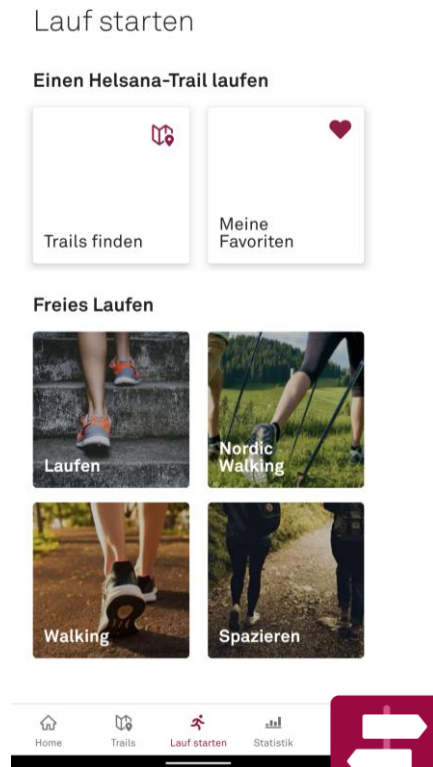 Lauf starten
Einen Helsana-Trail laufen
Trails finden
Meine
Favoriten
Freies Laufen
Laufen
Nordic
Walking
Walking
Spazieren
Home
Trails
Lauf starten
Statistik